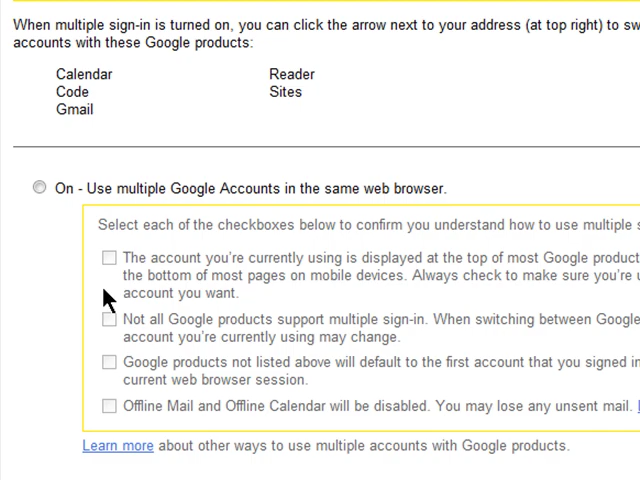 When multiple sign-in is turned on, you can click the arrow next to your address (at top right) to sw
accounts with these Google products:
Calendar
Reader
Code
Sites
Gmail
On - Use multiple Google Accounts in the same web browser.
Select each of the checkboxes below to confirm you understand how to use multiple s
The account you're currently using is displayed at the top of most Google product
the bottom of most pages on mobile devices. Always check to make sure you're u
account you want.
Not all Google products support multiple sign-in. When switching between Google
account you're currently using may change.
Google products not listed above will default to the first account that you signed in
current web browser session.
Offline Mail and Offline Calendar will be disabled. You may lose any unsent mail.
Learn more about other ways to use multiple accounts with Google products.